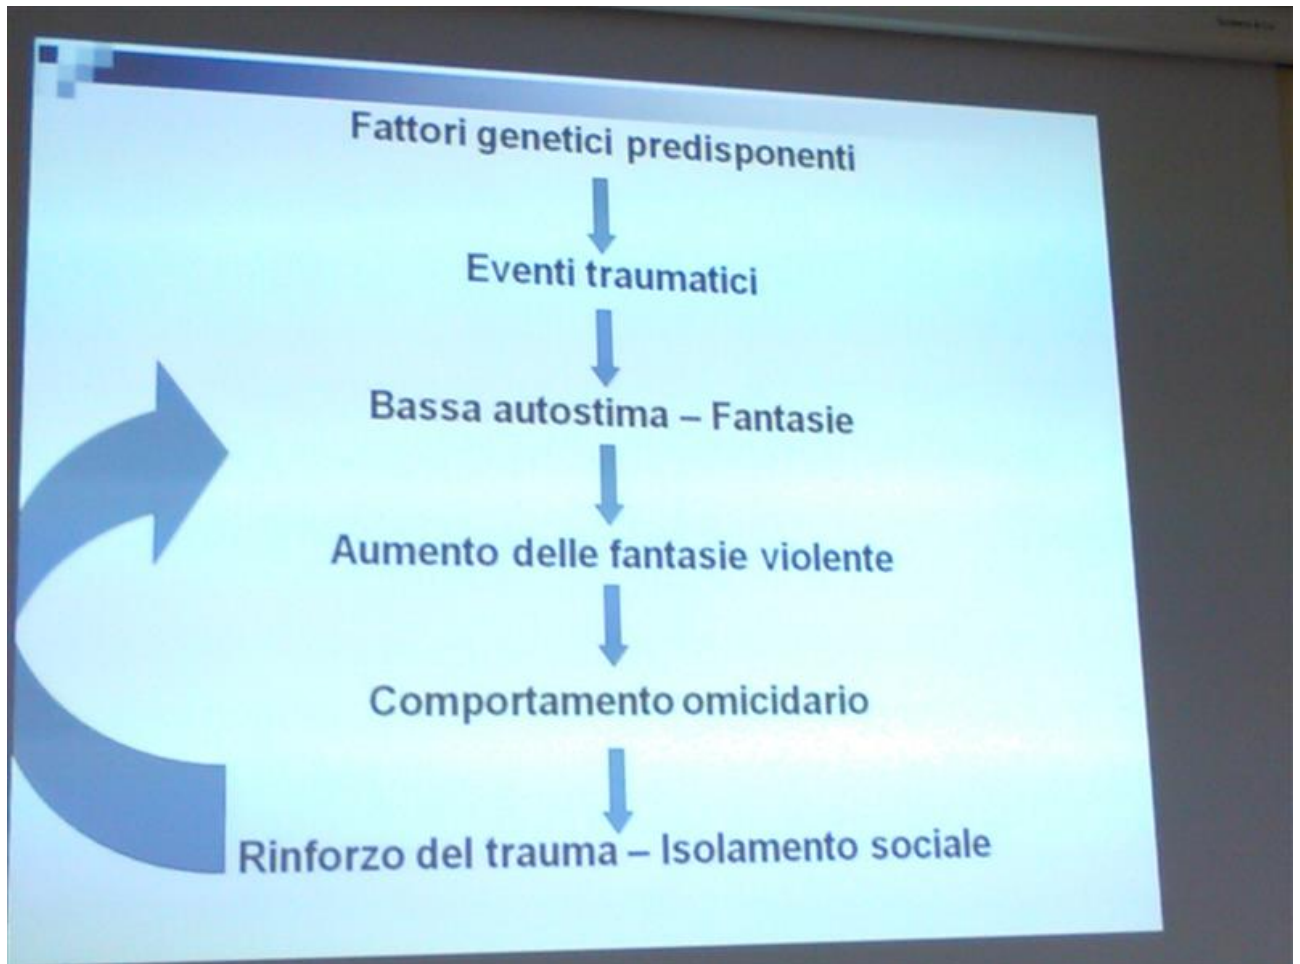 Fattori genetici predisponenti
Eventi traumatici
Bassa autostima – Fantasie
Aumento delle fantasie violente
Comportamento omicidario
Rinforzo del trauma – Isolamento sociale